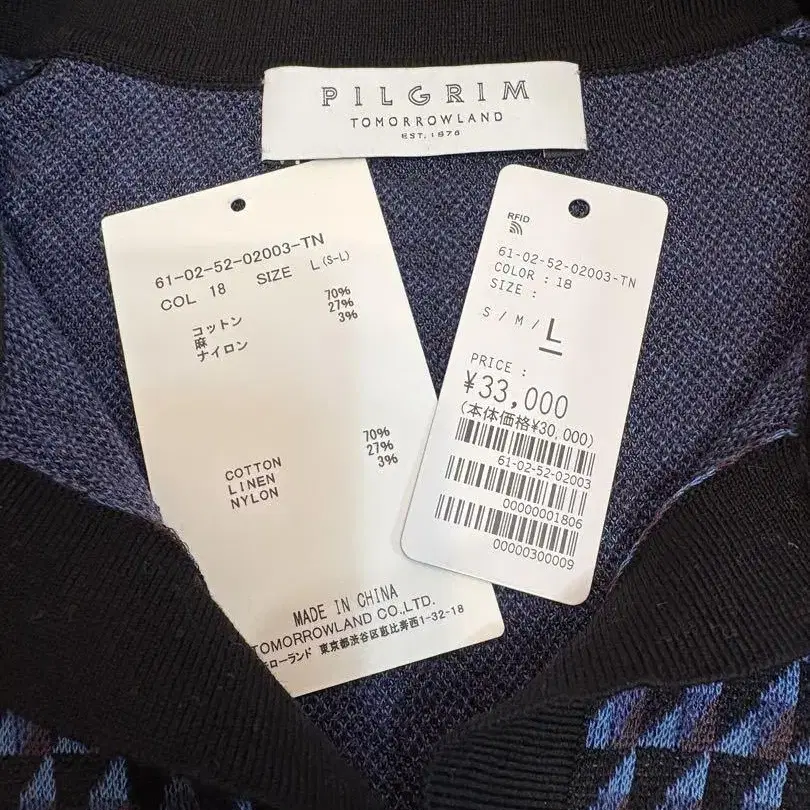 PILGRIM
TOMORROWLAND
EST. 1876
61-02-52-02003-TN
COL 18 SIZE L (S-L)
コットン 70%
麻 27%
ナイロン 3%
COTTON 70%
LINEN 27%
NYLON 3%
MADE IN CHINA
TOMORROWLAND CO.,LTD.
ローランド 東京都渋谷区恵比寿西1-32-18
RFID
61-02-52-02003-TN
COLOR : 18
SIZE :
S / M / L
PRICE :
¥33,000
(本体価格¥30,000)
61-02-52-02003
00000001806
00000300009